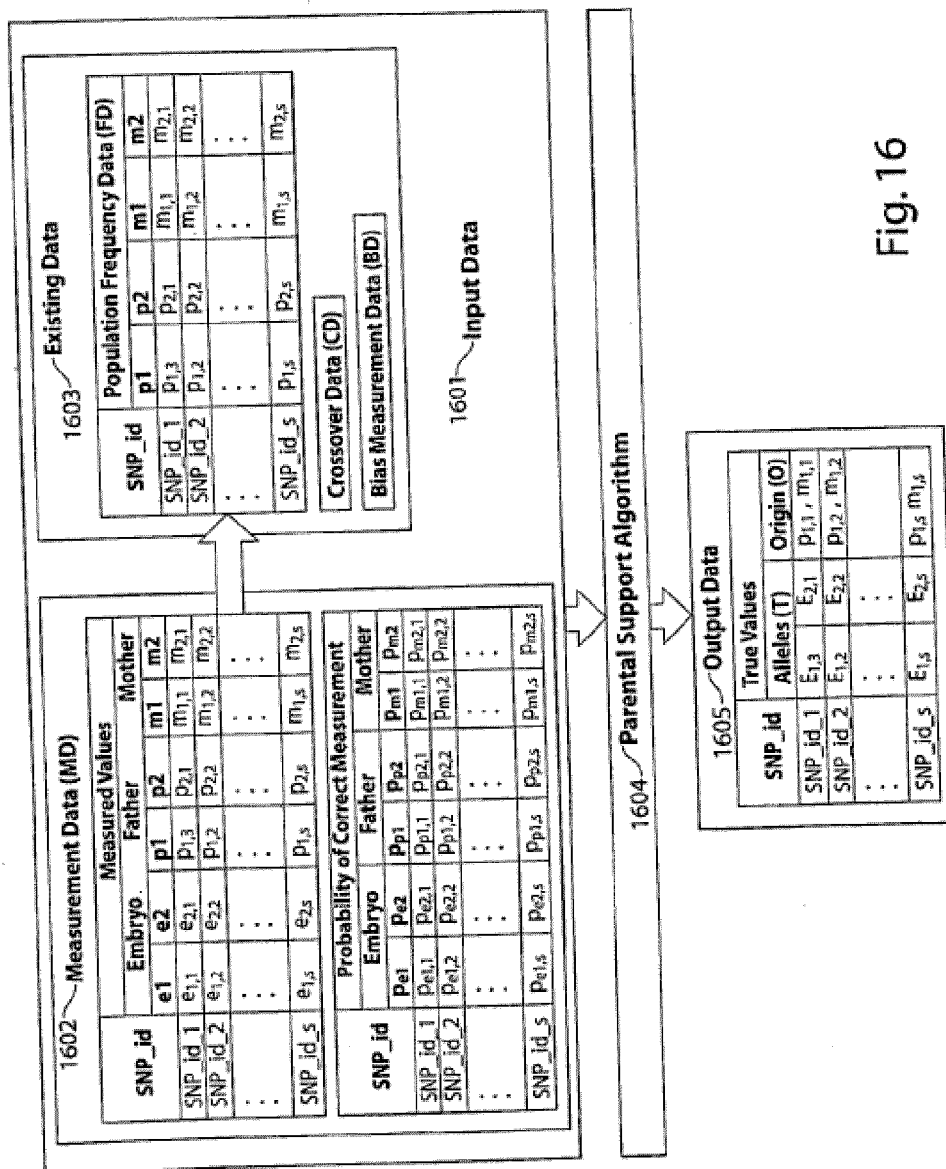 1602 Measurement Data (MD)
SNP_id Measured Values
Embryo Father Mother
e1 e2 p1 p2 m1 m2
SNP_id_1 e1,1 e2,1 p1,3 p2,1 m1,1 m2,1
SNP_id_2 e1,2 e2,2 p1,2 p2,2 m1,2 m2,2
. . . . . . . . . . . .
SNP_id_s e1,s e2,s p1,s p2,s m1,s m2,s
SNP_id Probability of Correct Measurement
Embryo Father Mother
pe1 pe2 pp1 pp2 pm1 pm2
SNP_id_1 pe1,1 pe2,1 pp1,1 pp2,1 pm1,1 pm2,1
SNP_id_2 pe1,2 pe2,2 pp1,2 pp2,2 pm1,2 pm2,2
. . . . . . . . . . . .
SNP_id_s pe1,s pe2,s pp1,s pp2,s pm1,s pm2,s
1603 Existing Data
SNP_id Population Frequency Data (FD)
p1 p2 m1 m2
SNP_id_1 p1,3 p2,1 m1,1 m2,1
SNP_id_2 p1,2 p2,2 m1,2 m2,2
. . . . . . . . . . . .
SNP_id_s p1,s p2,s m1,s m2,s
Crossover Data (CD)
Bias Measurement Data (BD)
1601 Input Data
1604 Parental Support Algorithm
1605 Output Data
SNP_id True Values
Alleles (T) Origin (O)
SNP_id_1 E1,3 E2,1 p1,1 , m1,1
SNP_id_2 E1,2 E2,2 p1,2 , m1,2
. . . . . . . . . . . .
SNP_id_s E1,s E2,s p1,s m1,s
Fig. 16